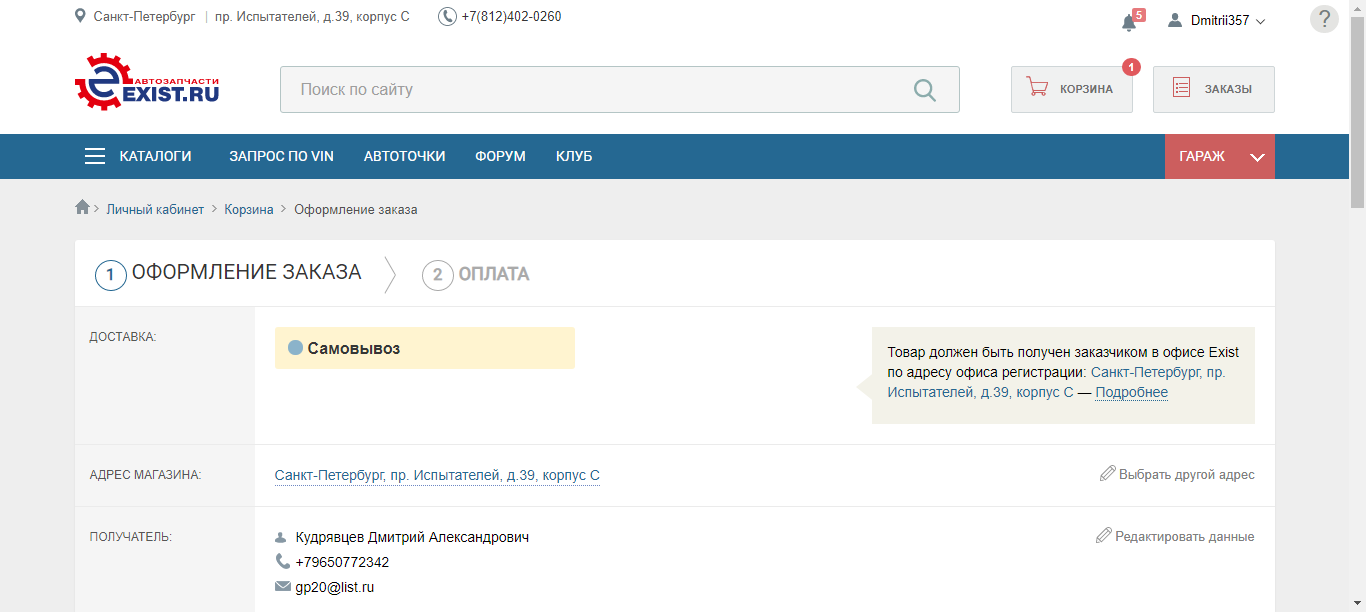 Санкт-Петербург | пр. Испытателей, д.39, корпус С +7(812)402-0260
5 Dmitrii357 ?
АВТОЗАПЧАСТИ
EXIST.RU
Поиск по сайту
КОРЗИНА 1
ЗАКАЗЫ
КАТАЛОГИ ЗАПРОС ПО VIN АВТОТОЧКИ ФОРУМ КЛУБ ГАРАЖ
Личный кабинет > Корзина > Оформление заказа
1 ОФОРМЛЕНИЕ ЗАКАЗА 2 ОПЛАТА
ДОСТАВКА:
Самовывоз
Товар должен быть получен заказчиком в офисе Exist
по адресу офиса регистрации: Санкт-Петербург, пр.
Испытателей, д.39, корпус С — Подробнее
АДРЕС МАГАЗИНА: Санкт-Петербург, пр. Испытателей, д.39, корпус С Выбрать другой адрес
ПОЛУЧАТЕЛЬ: Кудрявцев Дмитрий Александрович Редактировать данные
+79650772342
gp20@list.ru